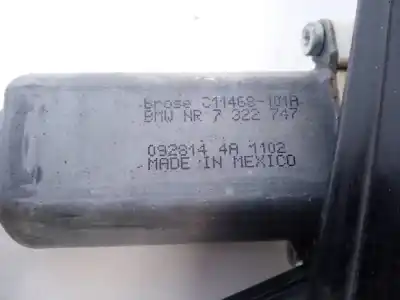 brose C11468-101A
BMW NR 7 322 747
092814 4A 1102
MADE IN MEXICO